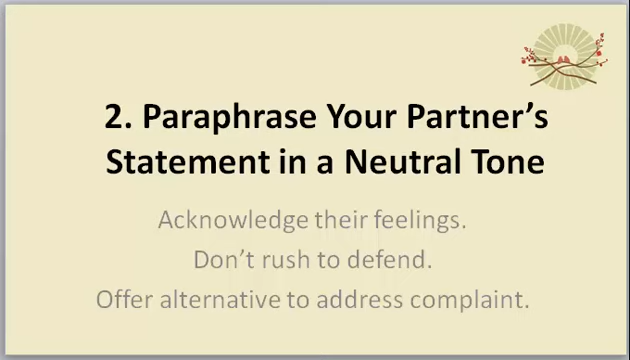 2. Paraphrase Your Partner’s
Statement in a Neutral Tone
Acknowledge their feelings.
Don’t rush to defend.
Offer alternative to address complaint.